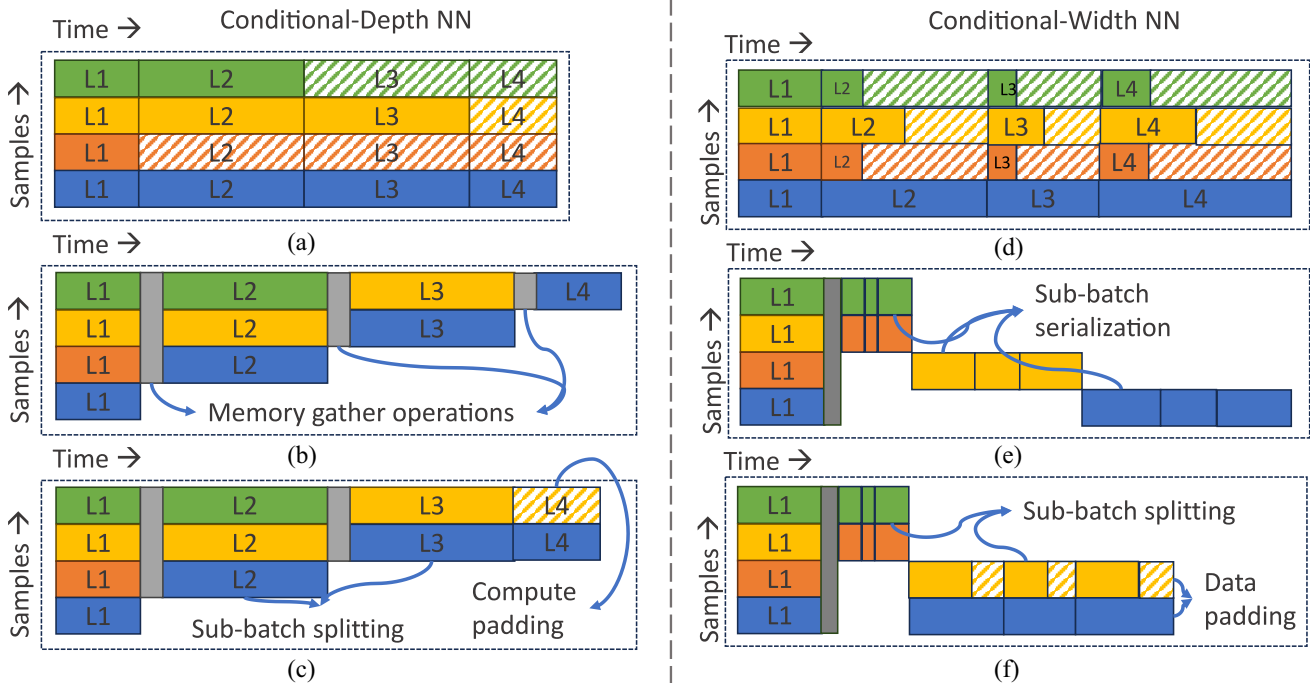 Conditional-Depth NN
Time →
Samples →
L1 L2 L3 L4
L1 L2 L3 L4
L1 L2 L3 L4
L1 L2 L3 L4
(a)
Time →
Samples →
L1 L2 L3 L4
L1 L2 L3
L1 L2
L1
Memory gather operations
(b)
Time →
Samples →
L1 L2 L3 L4
L1 L2 L3 L4
L1 L2
L1
Sub-batch splitting
Compute
padding
(c)
Conditional-Width NN
Time →
Samples →
L1 L2 L3 L4
L1 L2 L3 L4
L1 L2 L3 L4
L1 L2 L3 L4
(d)
Time →
Samples →
L1
L1
L1
L1
Sub-batch
serialization
(e)
Time →
Samples →
L1
L1
L1
L1
Sub-batch splitting
Data
padding
(f)